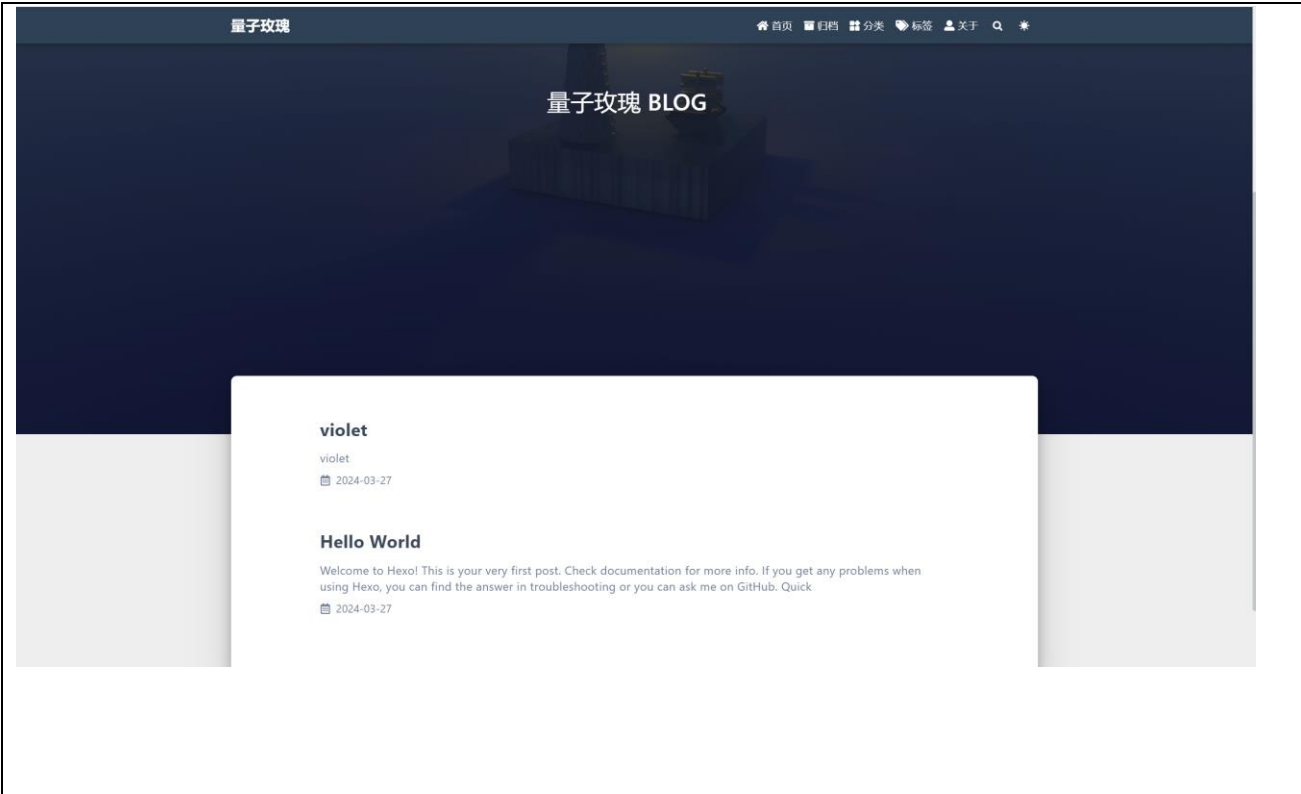 量子玫瑰
首页 归档 分类 标签 关于
量子玫瑰 BLOG
violet
violet
2024-03-27
Hello World
Welcome to Hexo! This is your very first post. Check documentation for more info. If you get any problems when
using Hexo, you can find the answer in troubleshooting or you can ask me on GitHub. Quick
2024-03-27